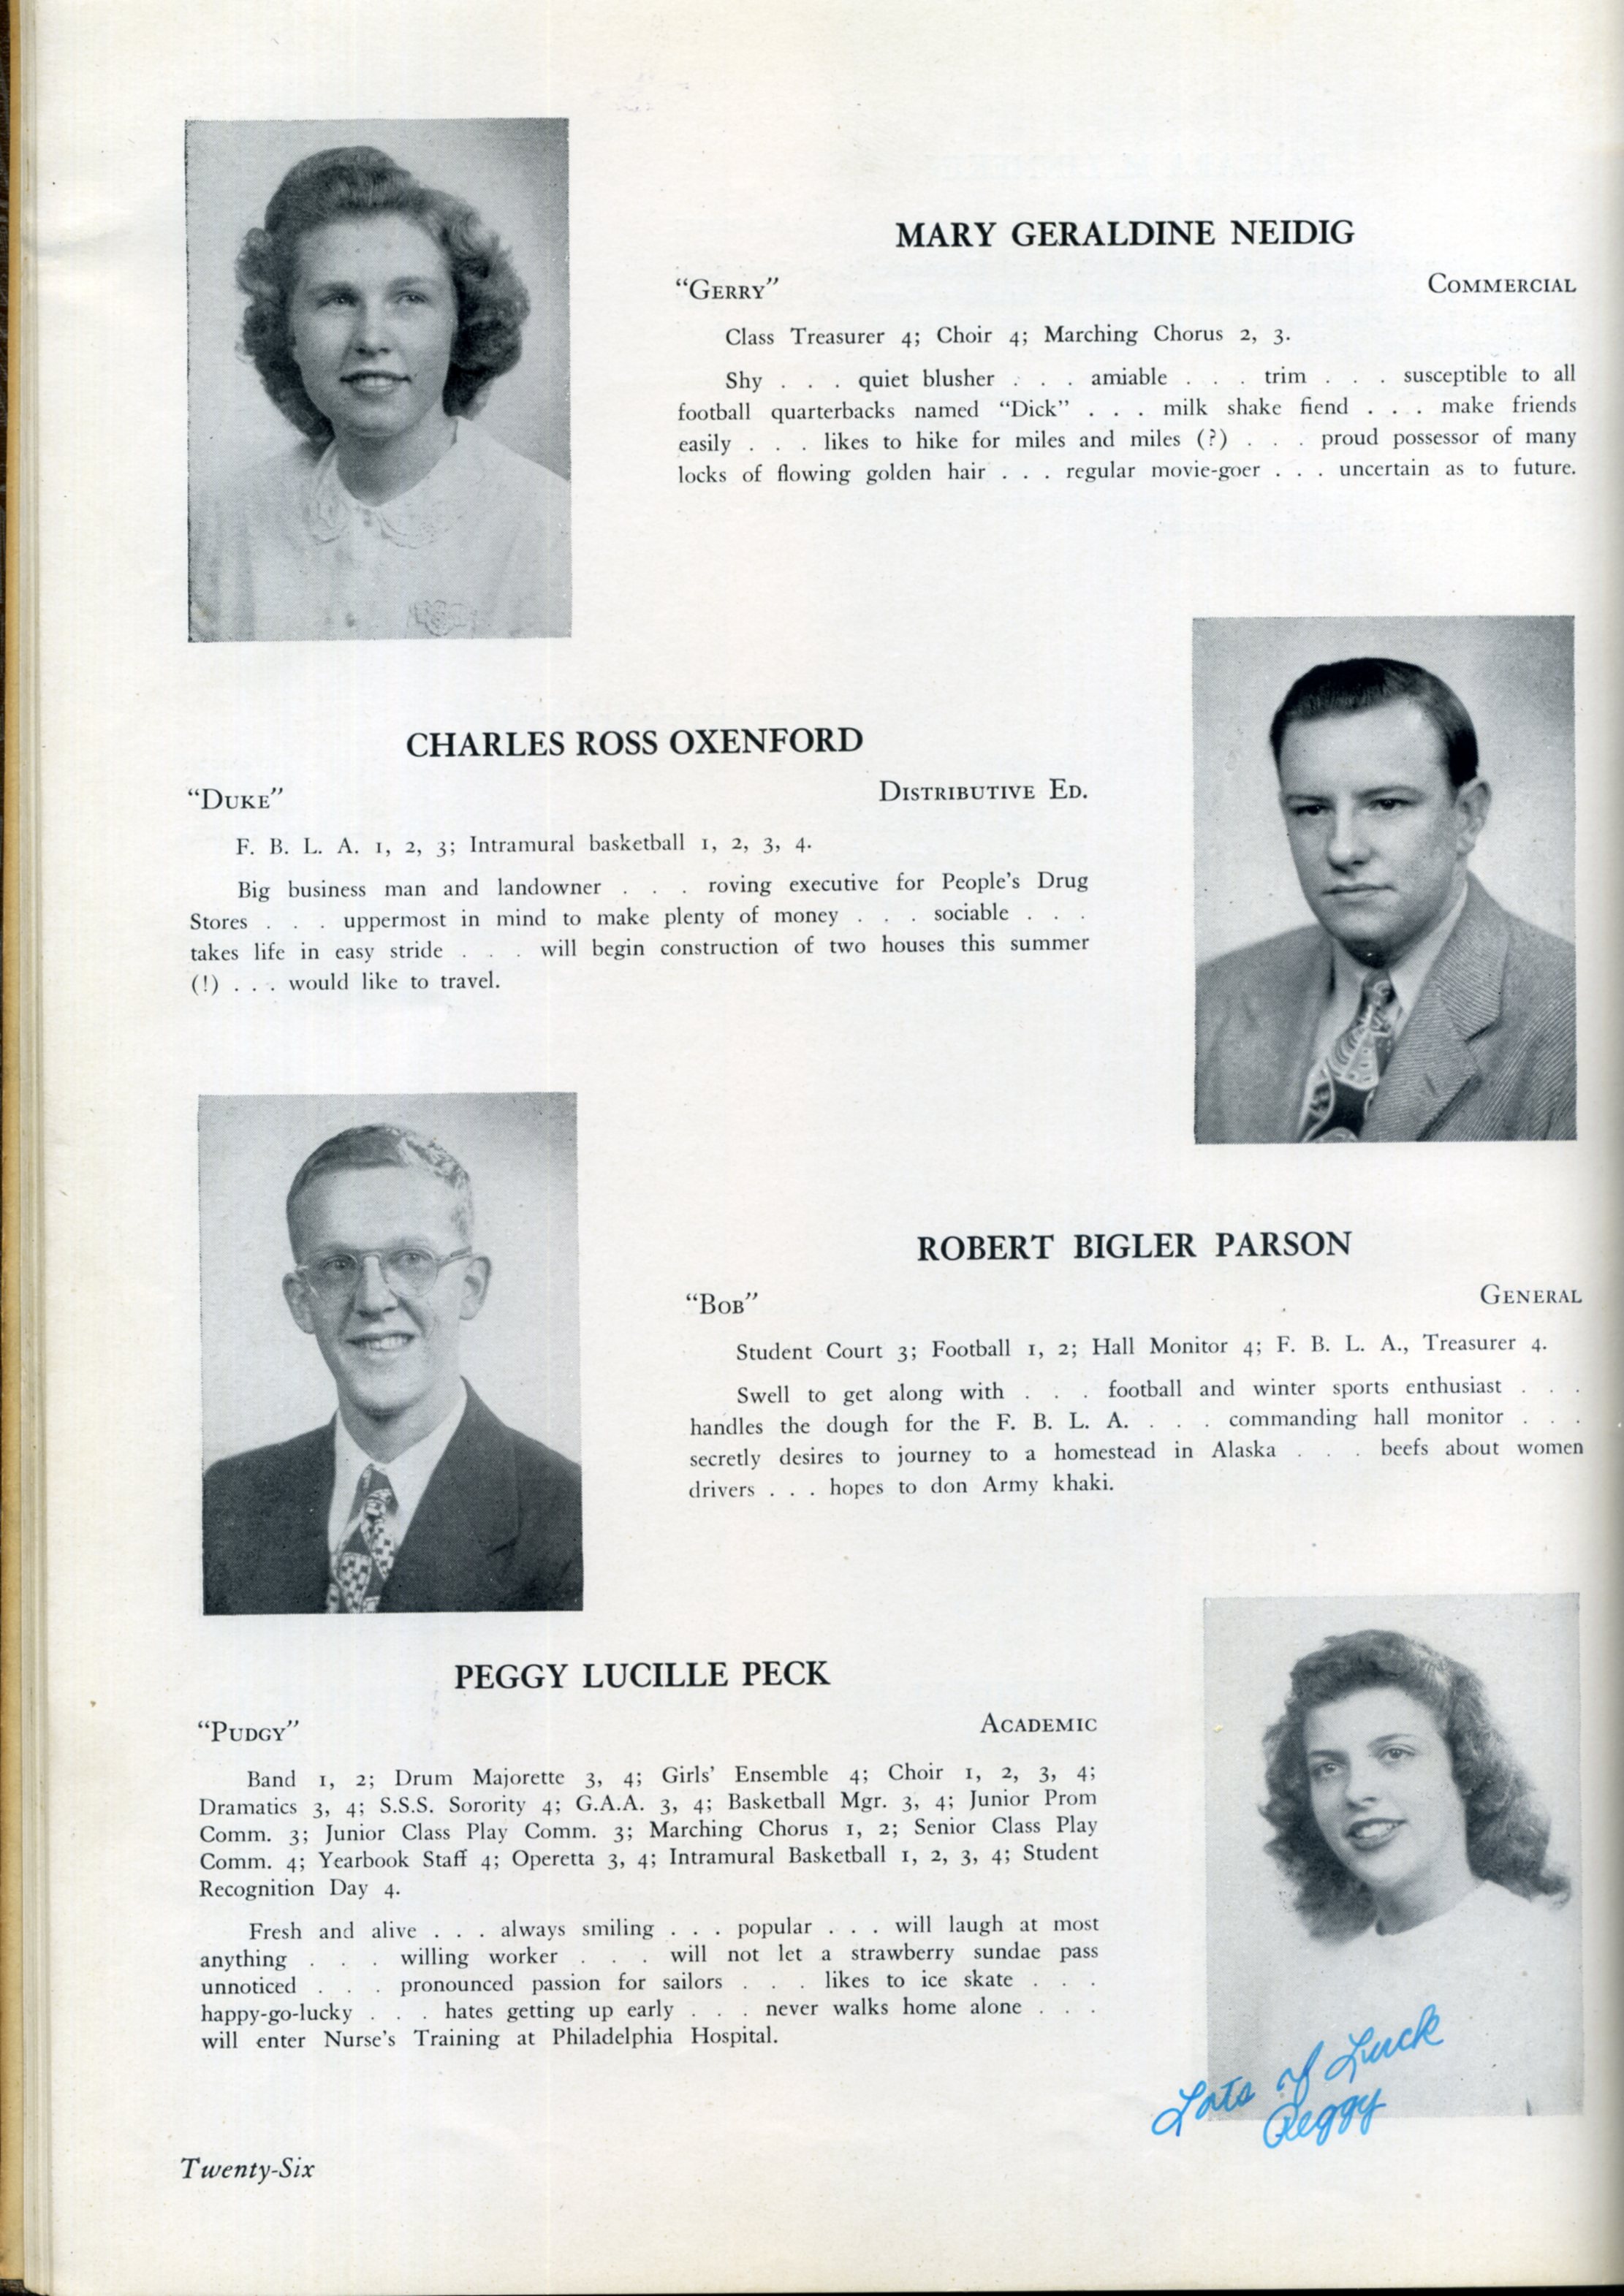 MARY GERALDINE NEIDIG
“GERRY” COMMERCIAL
Class Treasurer 4; Choir 4; Marching Chorus 2, 3.
Shy . . . quiet blusher . . . amiable . . . trim . . . susceptible to all
football quarterbacks named “Dick” . . . milk shake fiend . . . make friends
easily . . . likes to hike for miles and miles (?) . . . proud possessor of many
locks of flowing golden hair . . . regular movie-goer . . . uncertain as to future.
CHARLES ROSS OXENFORD
“DUKE” DISTRIBUTIVE ED.
F. B. L. A. 1, 2, 3; Intramural basketball 1, 2, 3, 4.
Big business man and landowner . . . roving executive for People’s Drug
Stores . . . uppermost in mind to make plenty of money . . . sociable . . .
takes life in easy stride . . . will begin construction of two houses this summer
(!) . . . would like to travel.
ROBERT BIGLER PARSON
“BOB” GENERAL
Student Court 3; Football 1, 2; Hall Monitor 4; F. B. L. A., Treasurer 4.
Swell to get along with . . . football and winter sports enthusiast . . .
handles the dough for the F. B. L. A. . . . commanding hall monitor . . .
secretly desires to journey to a homestead in Alaska . . . beefs about women
drivers . . . hopes to don Army khaki.
PEGGY LUCILLE PECK
“PUDGY” ACADEMIC
Band 1, 2; Drum Majorette 3, 4; Girls’ Ensemble 4; Choir 1, 2, 3, 4;
Dramatics 3, 4; S.S.S. Sorority 4; G.A.A. 3, 4; Basketball Mgr. 3, 4; Junior Prom
Comm. 3; Junior Class Play Comm. 3; Marching Chorus 1, 2; Senior Class Play
Comm. 4; Yearbook Staff 4; Operetta 3, 4; Intramural Basketball 1, 2, 3, 4; Student
Recognition Day 4.
Fresh and alive . . . always smiling . . . popular . . . will laugh at most
anything . . . willing worker . . . will not let a strawberry sundae pass
unnoticed . . . pronounced passion for sailors . . . likes to ice skate . . .
happy-go-lucky . . . hates getting up early . . . never walks home alone . . .
will enter Nurse’s Training at Philadelphia Hospital.
Lots of Luck
Peggy
Twenty-Six